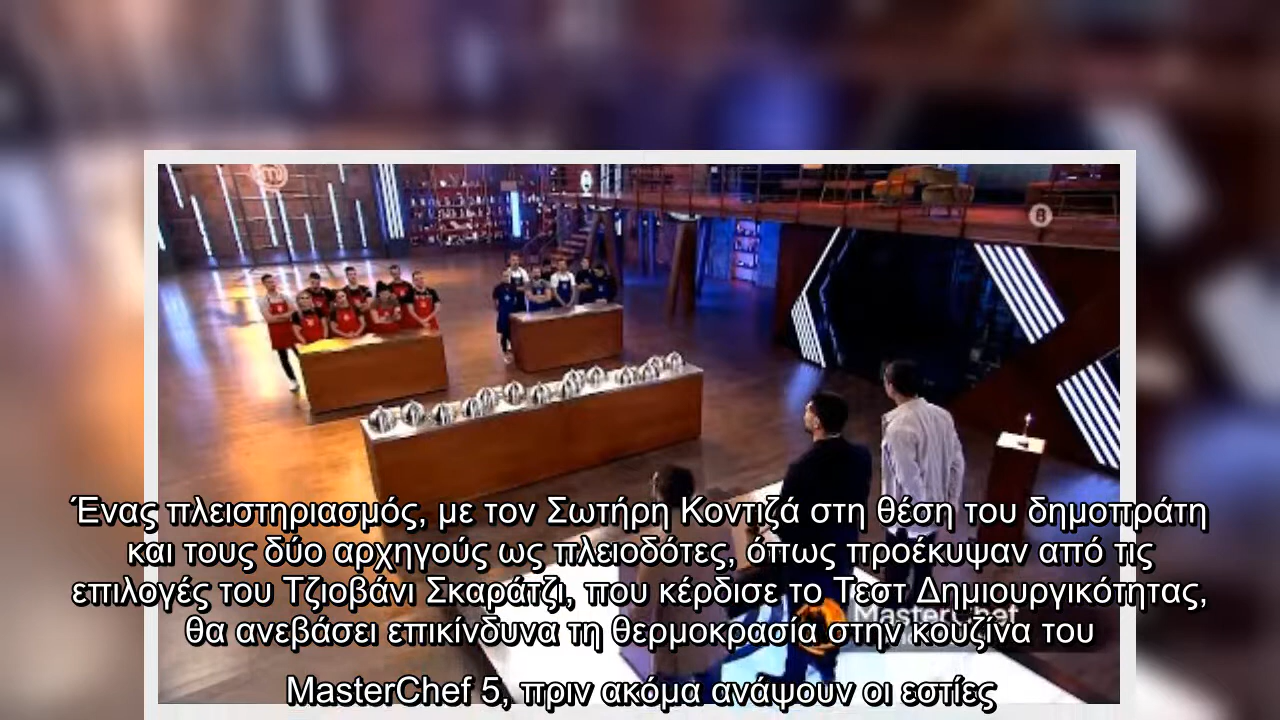 Ένας πλειστηριασμός, με τον Σωτήρη Κοντιζά στη θέση του δημοπράτη
και τους δύο αρχηγούς ως πλειοδότες, όπως προέκυψαν από τις
επιλογές του Τζιοβάνι Σκαράτζι, που κέρδισε το Τεστ Δημιουργικότητας,
θα ανεβάσει επικίνδυνα τη θερμοκρασία στην κουζίνα του
MasterChef
MasterChef 5, πριν ακόμα ανάψουν οι εστίες